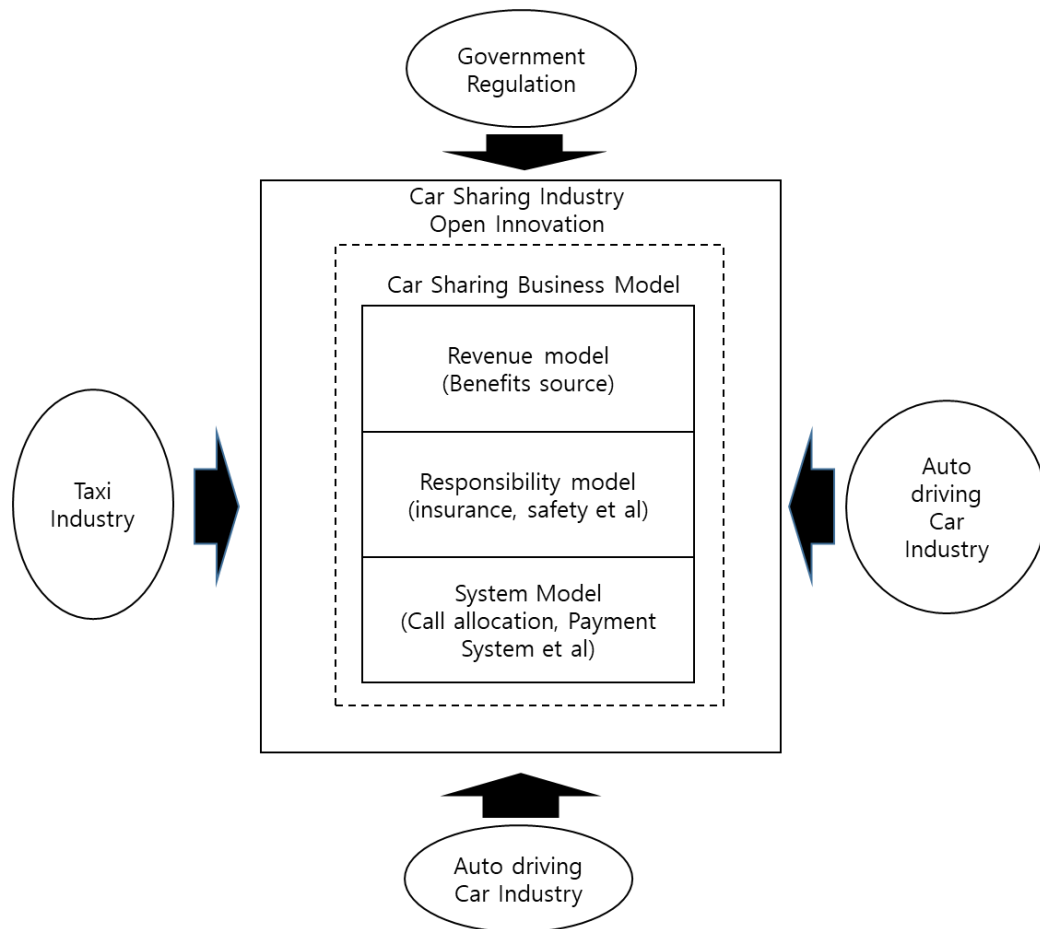 Government
Regulation
Car Sharing Industry
Open Innovation
Car Sharing Business Model
Revenue model
(Benefits source)
Taxi
Industry
Responsibility model
(insurance, safety et al)
Auto
driving
Car
Industry
System Model
(Call allocation, Payment
System et al)
Auto driving
Car Industry